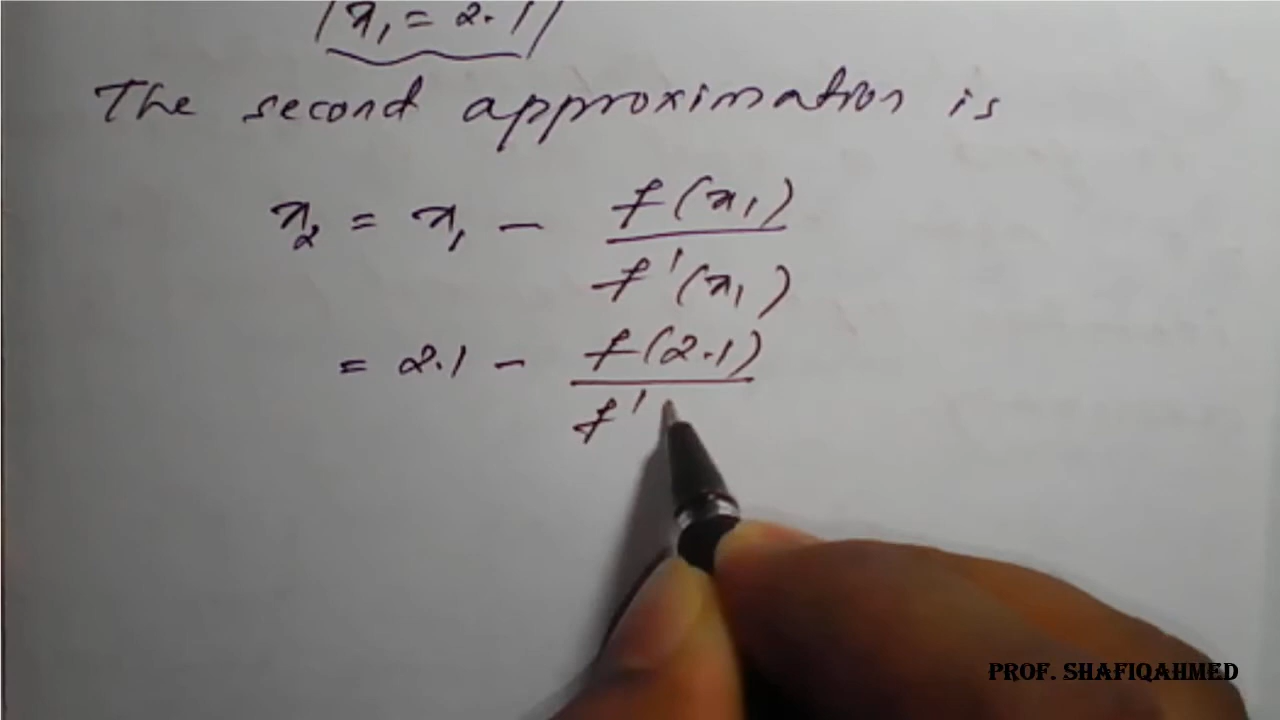 |x₁ = 2.1|
The second approximation is
x₂ = x₁ - f(x₁)
f'(x₁)
= 2.1 - f(2.1)
f'
PROF. SHAFIQAHMED